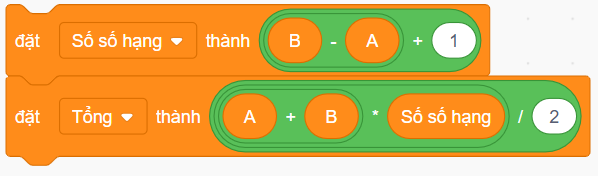 đặt Số số hạng thành B - A + 1
đặt Tổng thành A + B * Số số hạng / 2